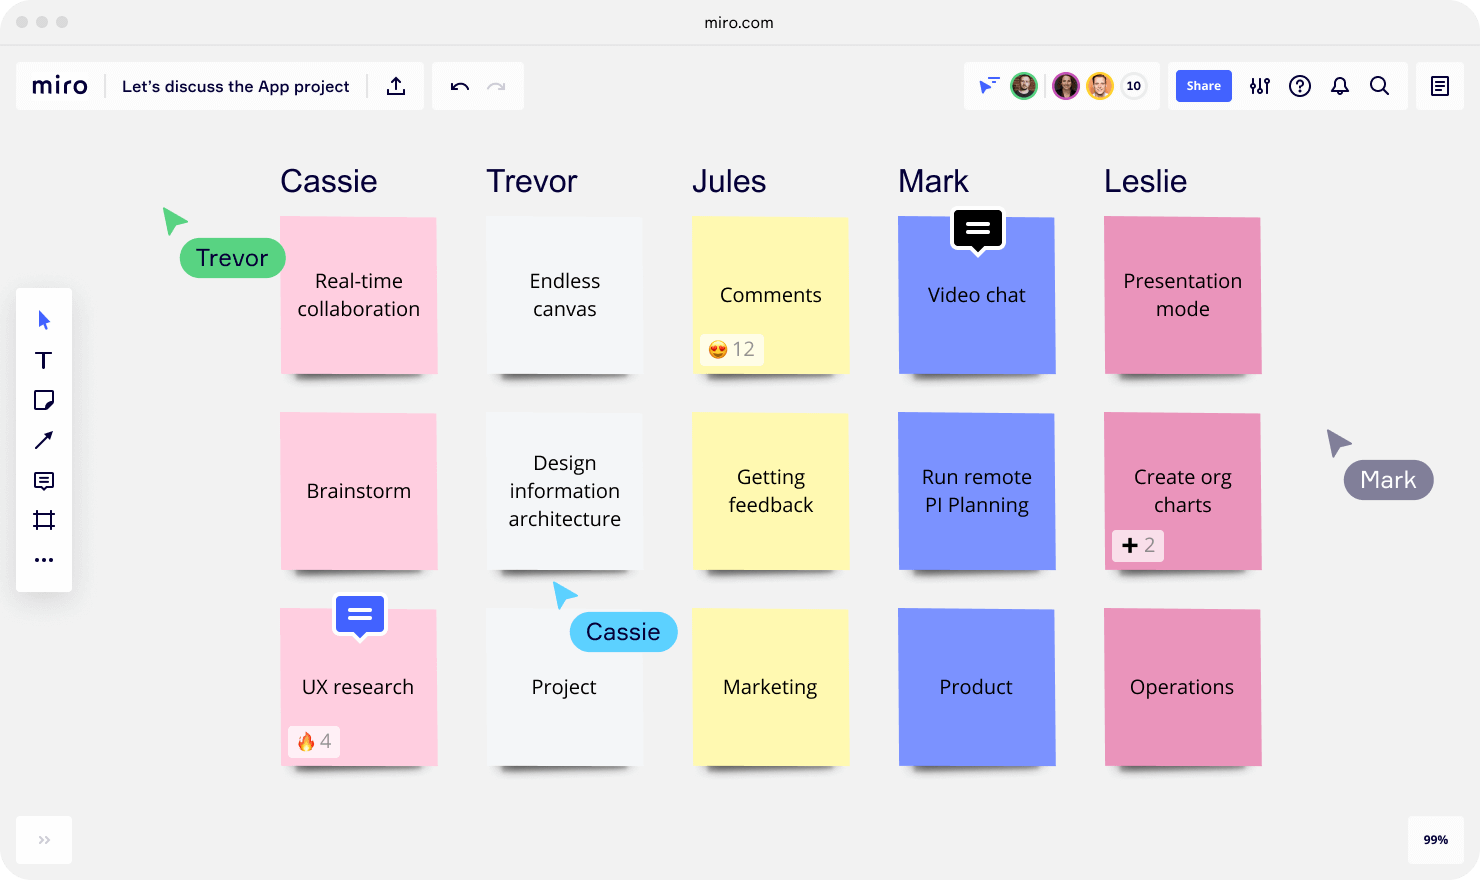 miro.com
miro
Let's discuss the App project
10
Share
Cassie
Trevor
Jules
Mark
Leslie
Trevor
Real-time
collaboration
Endless
canvas
Comments
12
Video chat
Presentation
mode
T
Brainstorm
Design
information
architecture
Getting
feedback
Run remote
PI Planning
Create org
charts
2
Mark
Cassie
UX research
4
Project
Marketing
Product
Operations
99%